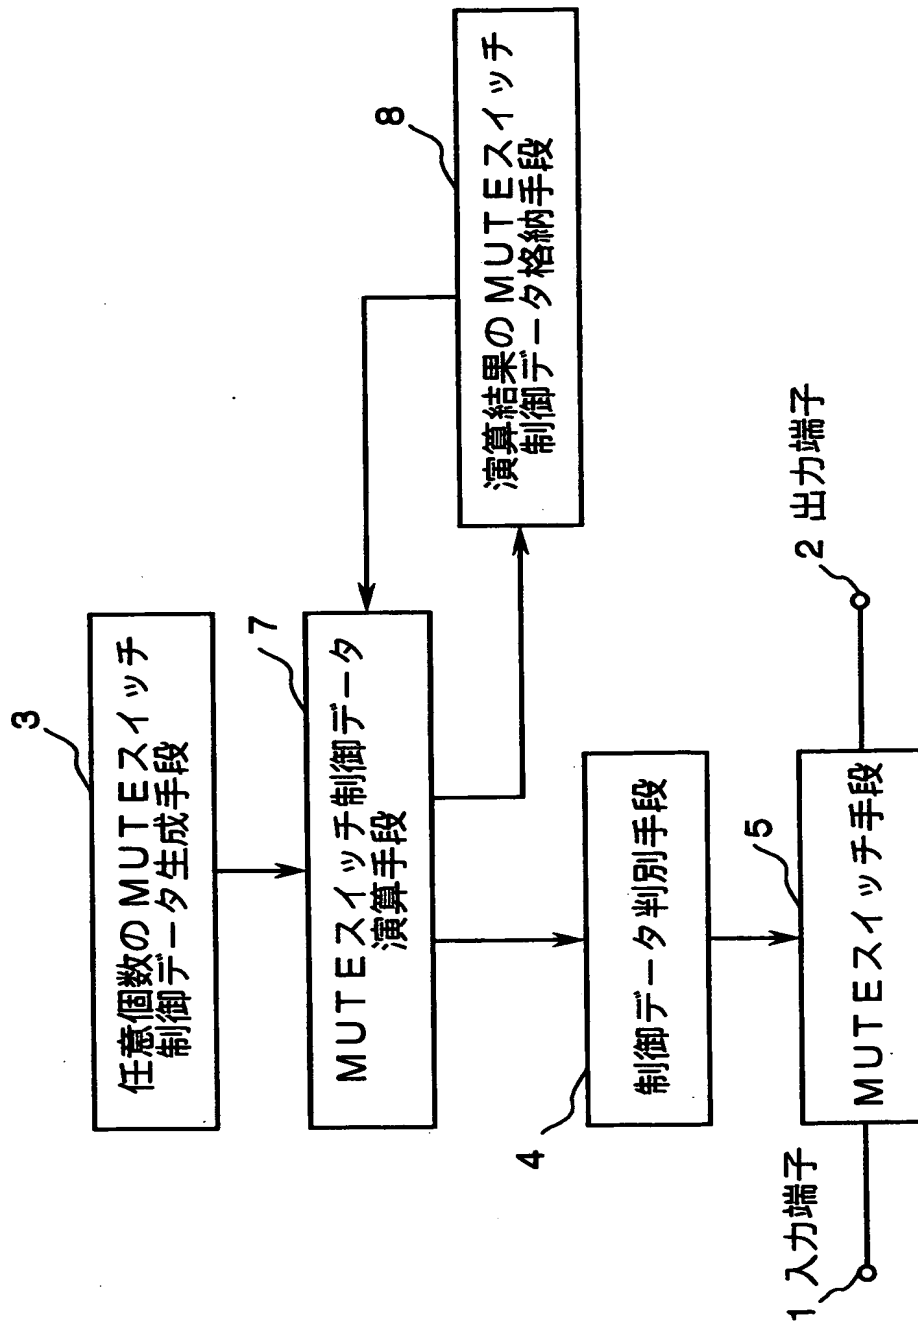 3
任意個数のMUTEスイッチ
制御データ生成手段
7
MUTEスイッチ制御データ
演算手段
8
演算結果のMUTEスイッチ
制御データ格納手段
4
制御データ判別手段
5
MUTEスイッチ手段
1 入力端子
2 出力端子